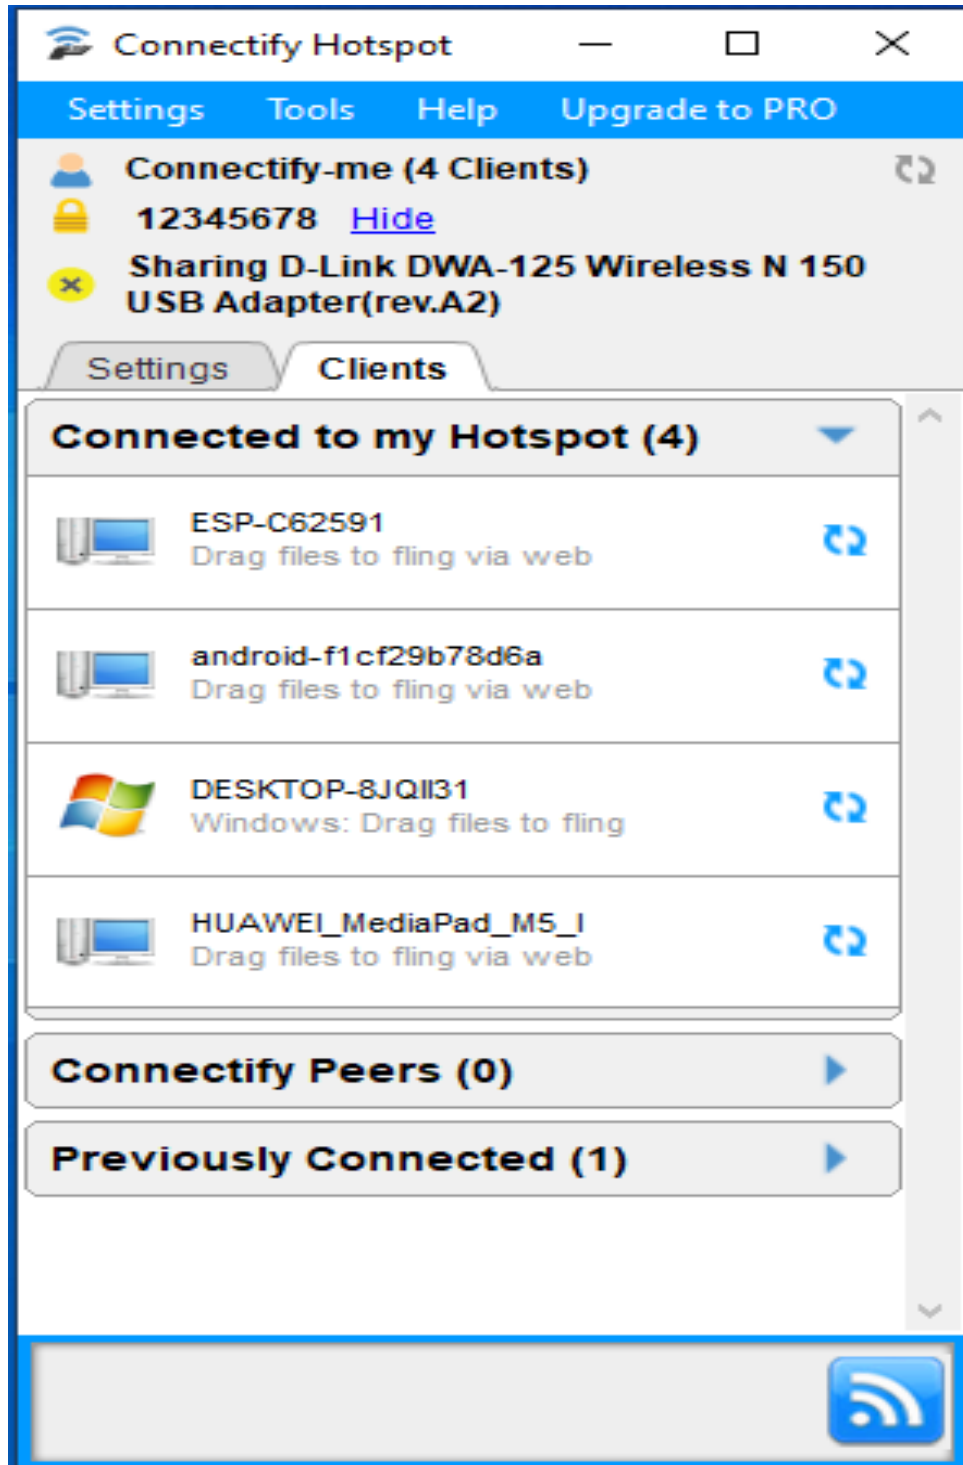 Connectify Hotspot
Settings Tools Help Upgrade to PRO
Connectify-me (4 Clients)
12345678 Hide
Sharing D-Link DWA-125 Wireless N 150
USB Adapter(rev.A2)
Settings Clients
Connected to my Hotspot (4)
ESP-C62591
Drag files to fling via web
android-f1cf29b78d6a
Drag files to fling via web
DESKTOP-8JQII31
Windows: Drag files to fling
HUAWEI_MediaPad_M5_l
Drag files to fling via web
Connectify Peers (0)
Previously Connected (1)